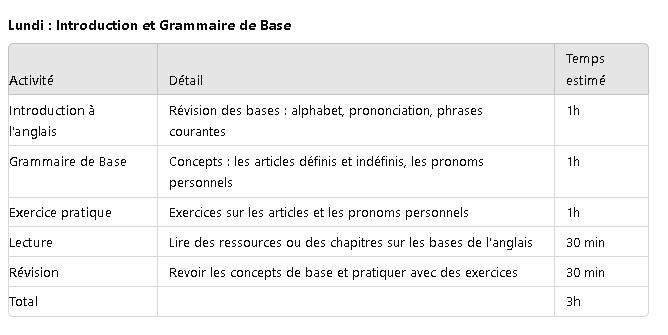 Lundi : Introduction et Grammaire de Base
Temps
Activité Détail estimé
Introduction à Révision des bases : alphabet, prononciation, phrases 1h
l'anglais courantes
Grammaire de Base Concepts : les articles définis et indéfinis, les pronoms 1h
personnels
Exercice pratique Exercices sur les articles et les pronoms personnels 1h
Lecture Lire des ressources ou des chapitres sur les bases de l'anglais 30 min
Révision Revoir les concepts de base et pratiquer avec des exercices 30 min
Total 3h